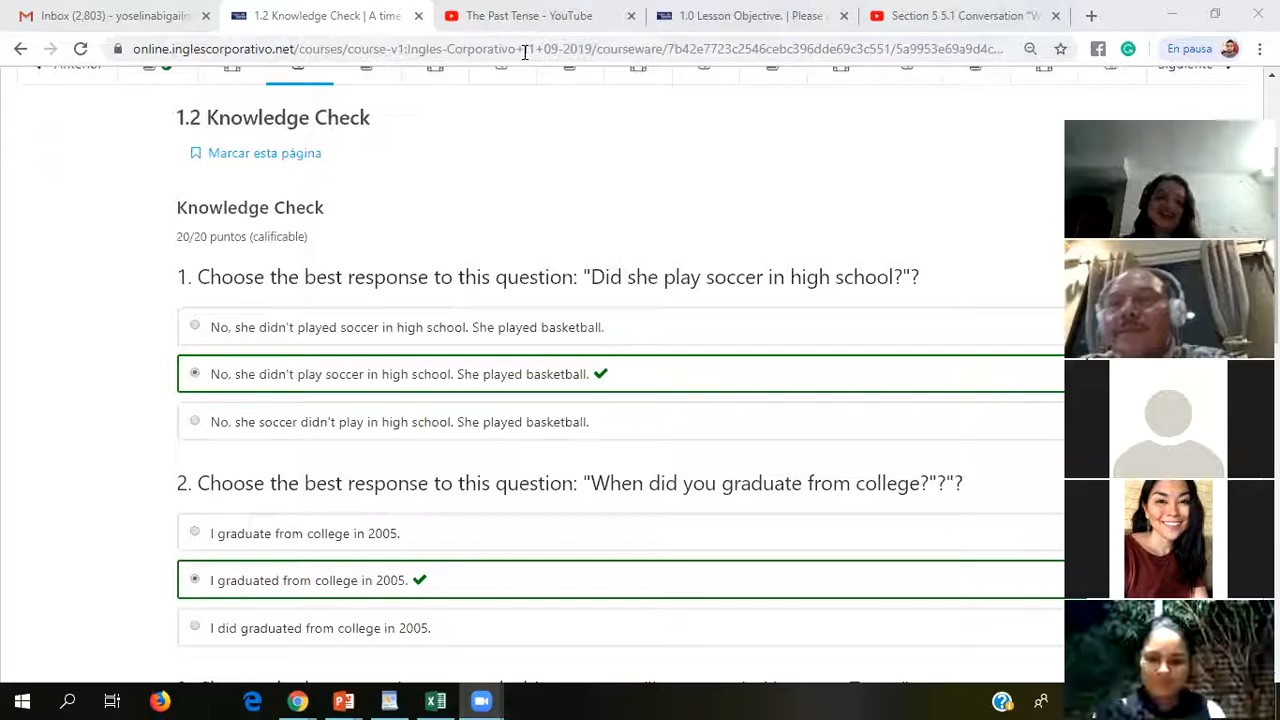 Inbox (2,803) - yoselinabigailm
1.2 Knowledge Check | A time
The Past Tense - YouTube
1.0 Lesson Objective. | Please u
Section 5 5.1 Conversation "W
online.inglescorporativo.net/courses/course-v1:Ingles-Corporativo+I1+09-2019/courseware/7b42e7723c2546cebc396dde69c3c551/5a9953e69a9d4c...
En pausa
Anterior
Siguiente
1.2 Knowledge Check
Marcar esta página
Knowledge Check
20/20 puntos (calificable)
1. Choose the best response to this question: "Did she play soccer in high school?"?
No, she didn't played soccer in high school. She played basketball.
No, she didn't play soccer in high school. She played basketball.
No, she soccer didn't play in high school. She played basketball.
2. Choose the best response to this question: "When did you graduate from college?"?"?
I graduate from college in 2005.
I graduated from college in 2005.
I did graduated from college in 2005.